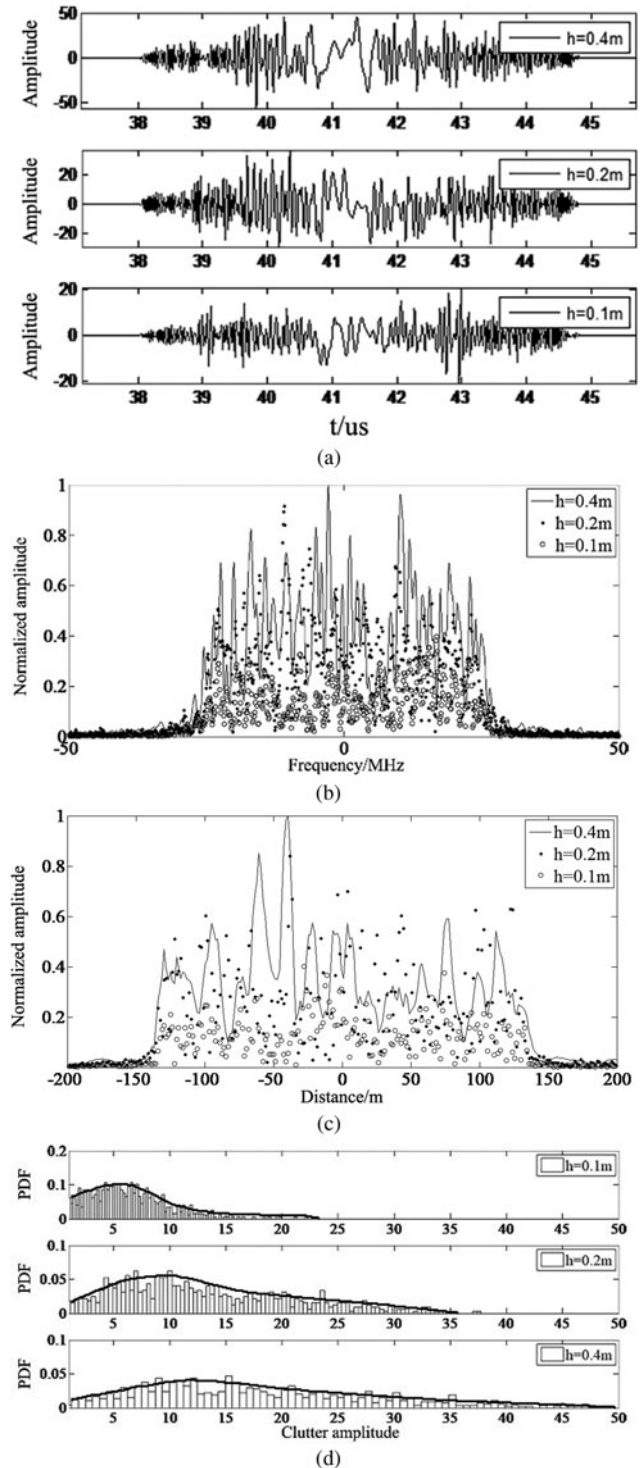 50
0
-50
Amplitude
h=0.4m
38 39 40 41 42 43 44 45
20
0
-20
Amplitude
h=0.2m
38 39 40 41 42 43 44 45
20
0
-20
Amplitude
h=0.1m
38 39 40 41 42 43 44 45
t/us
(a)
1
0.8
0.6
0.4
0.2
0
Normalized amplitude
h=0.4m
h=0.2m
h=0.1m
-50 0 50
Frequency/MHz
(b)
1
0.8
0.6
0.4
0.2
Normalized amplitude
h=0.4m
h=0.2m
h=0.1m
-200 -150 -100 -50 0 50 100 150 200
Distance/m
(c)
0.2
0.1
0
PDF
h=0.1m
5 10 15 20 25 30 35 40 45 50
0.1
0.05
0
PDF
h=0.2m
5 10 15 20 25 30 35 40 45 50
0.1
0.05
0
PDF
h=0.4m
5 10 15 20 25 30 35 40 45 50
Clutter amplitude
(d)